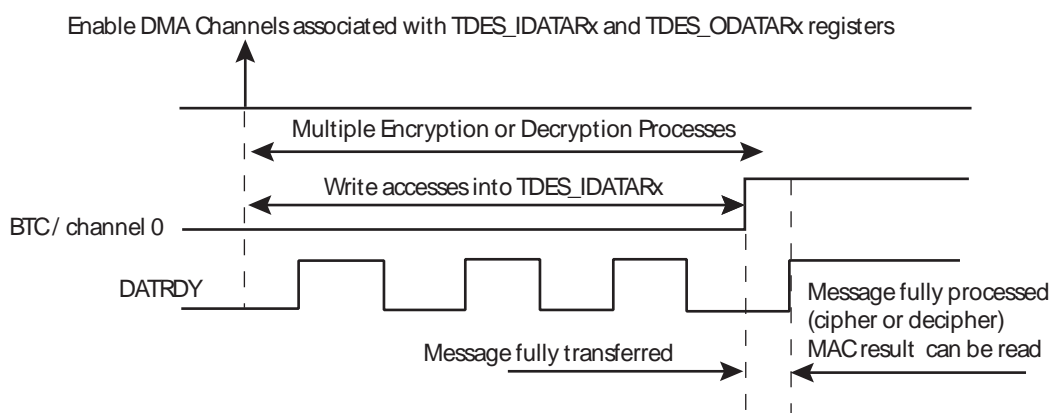 Enable DMA Channels associated with TDES_IDATARx and TDES_ODATARx registers
Multiple Encryption or Decryption Processes
Write accesses into TDES_IDATARx
BTC / channel 0
DATRDY
Message fully processed
(cipher or decipher)
MAC result can be read
Message fully transferred